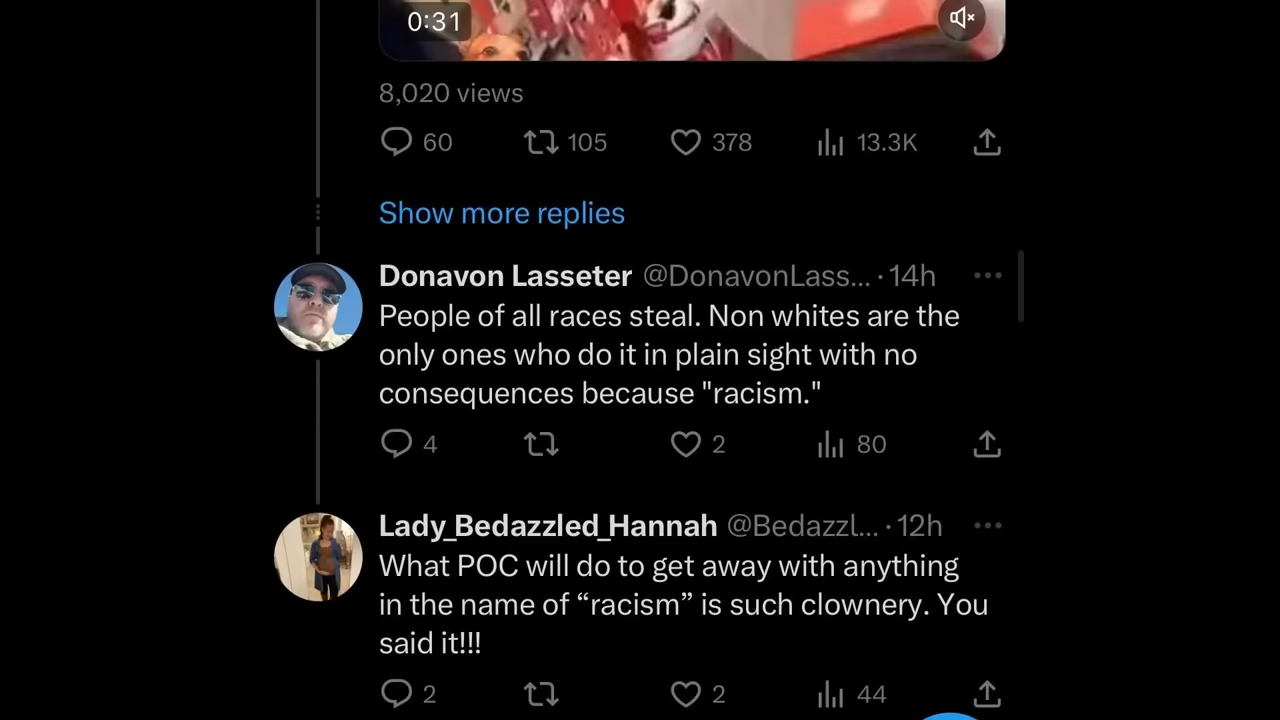 0:31
8,020 views
60 105 378 13.3K
Show more replies
Donavon Lasseter @DonavonLass... · 14h
People of all races steal. Non whites are the
only ones who do it in plain sight with no
consequences because "racism."
4 2 80
Lady_Bedazzled_Hannah @Bedazzl... · 12h
What POC will do to get away with anything
in the name of “racism” is such clownery. You
said it!!!
2 2 44